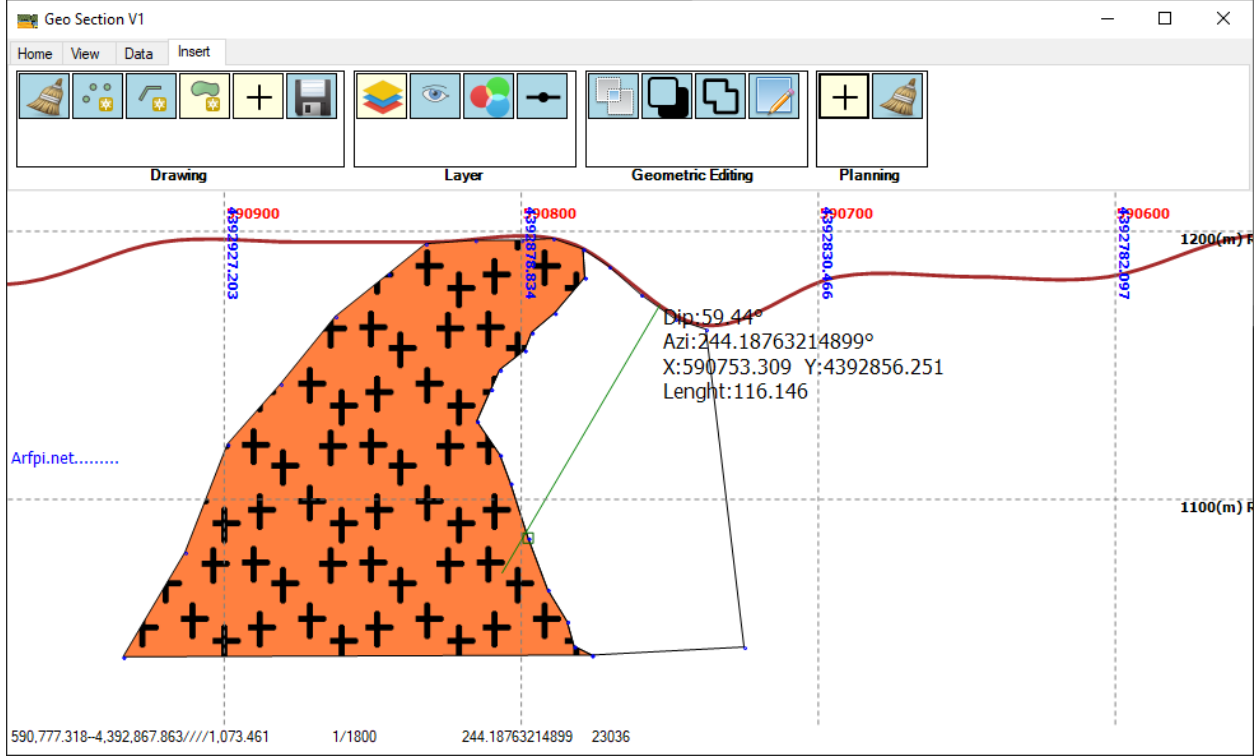 Geo Section V1
Home View Data Insert
Drawing Layer Geometric Editing Planning
590900 590800 590700 590600
4392927.203 4392878.834 4392830.466 4392782.097
1200(m) R
Dip:59.44°
Azi:244.18763214899°
X:590753.309 Y:4392856.251
Lenght:116.146
Arfpi.net.........
1100(m) R
590,777.318--4,392,867.863////1,073.461 1/1800 244.18763214899 23036